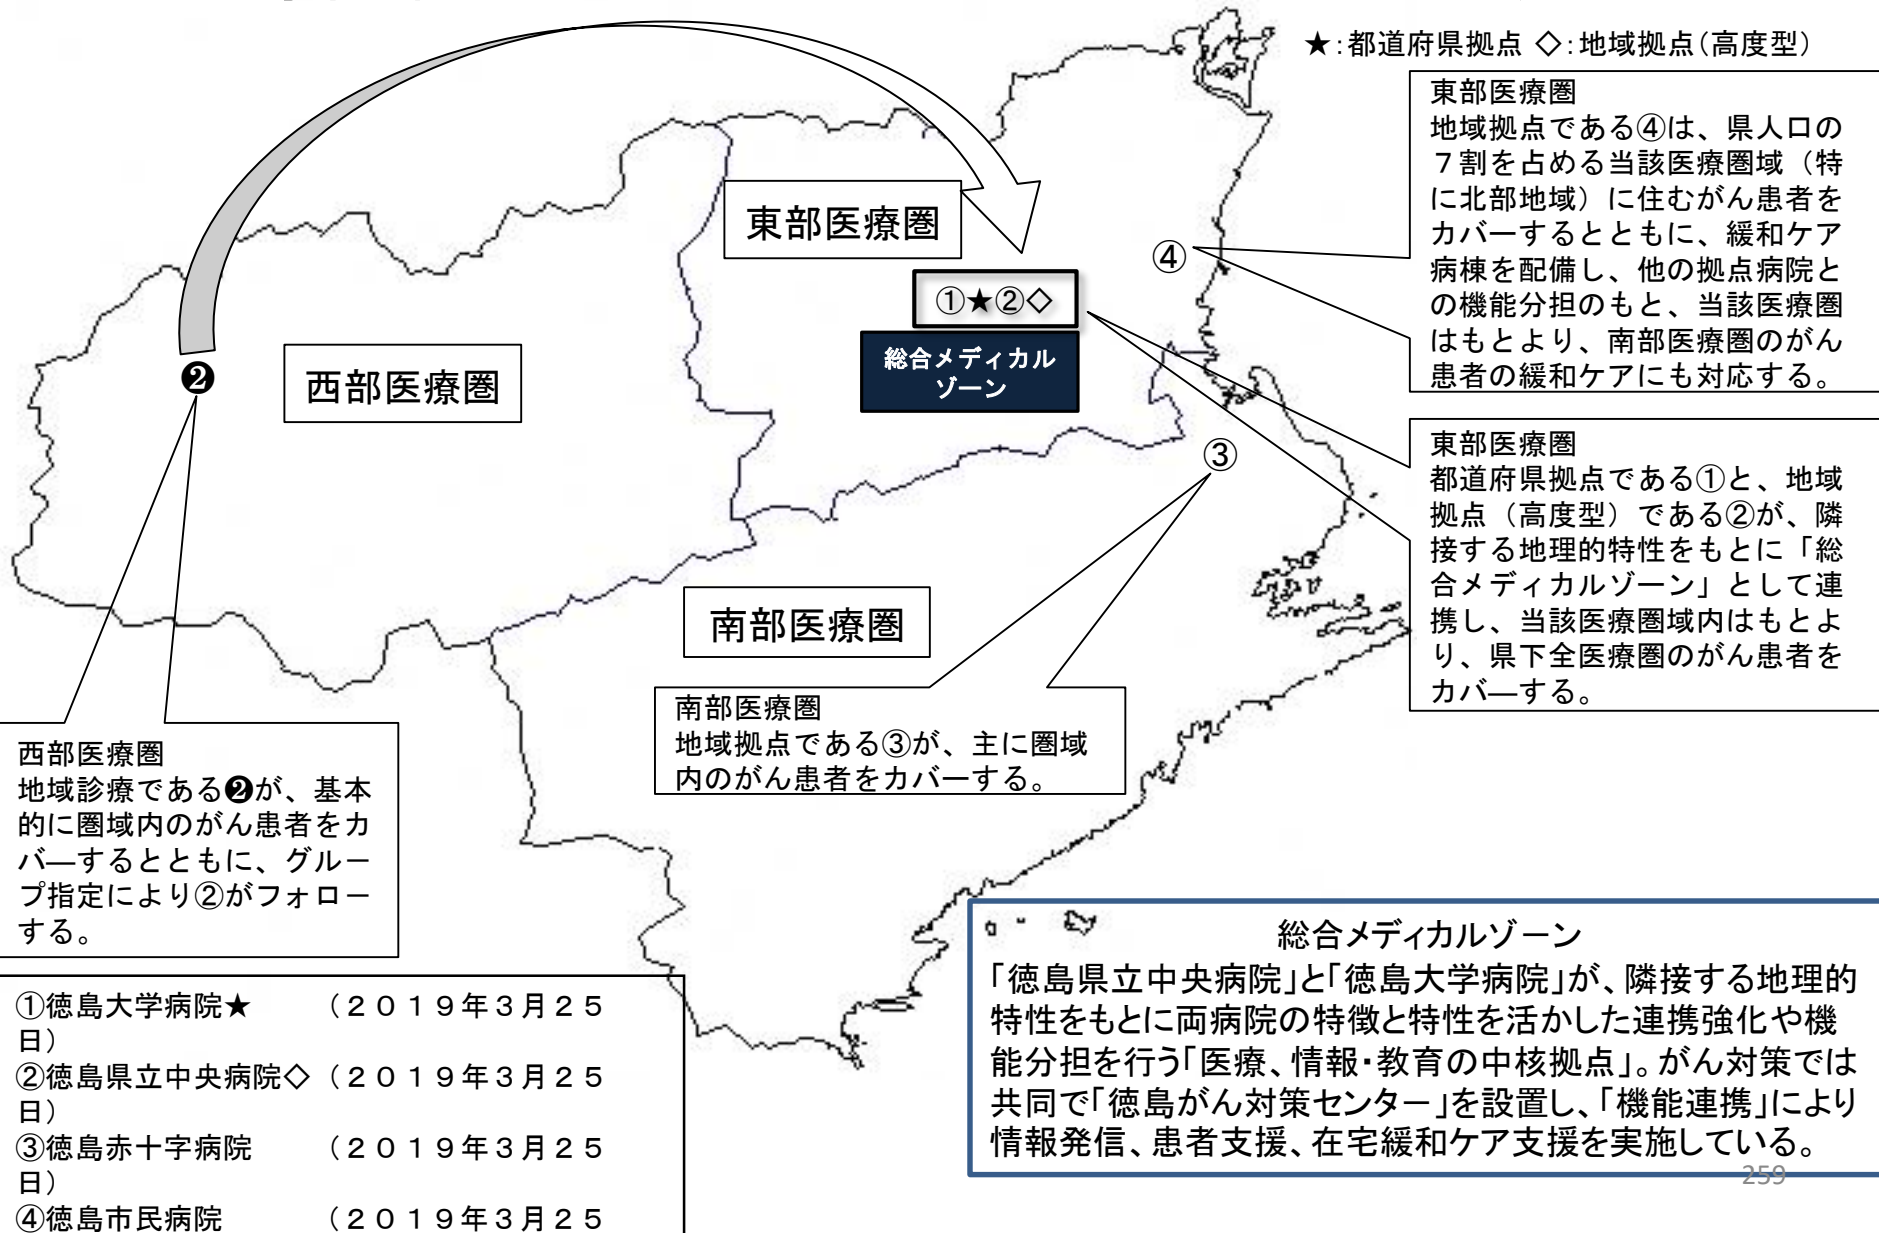 ★:都道府県拠点 ◇:地域拠点(高度型)
東部医療圏
地域拠点である④は、県人口の
７割を占める当該医療圏域（特
に北部地域）に住むがん患者を
カバーするとともに、緩和ケア
病棟を配備し、他の拠点病院と
の機能分担のもと、当該医療圏
はもとより、南部医療圏のがん
患者の緩和ケアにも対応する。
東部医療圏
④
①★②◇
総合メディカル
ゾーン
❷
西部医療圏
③
東部医療圏
都道府県拠点である①と、地域
拠点（高度型）である②が、隣
接する地理的特性をもとに「総
合メディカルゾーン」として連
携し、当該医療圏域内はもとよ
り、県下全医療圏のがん患者を
カバ―する。
南部医療圏
南部医療圏
地域拠点である③が、主に圏域
内のがん患者をカバーする。
西部医療圏
地域診療である❷が、基本
的に圏域内のがん患者をカ
バ―するとともに、グルー
プ指定により②がフォロー
する。
総合メディカルゾーン
「徳島県立中央病院」と「徳島大学病院」が、隣接する地理的
特性をもとに両病院の特徴と特性を活かした連携強化や機
能分担を行う「医療、情報・教育の中核拠点」。がん対策では
共同で「徳島がん対策センター」を設置し、「機能連携」により
情報発信、患者支援、在宅緩和ケア支援を実施している。
①徳島大学病院★ （２０１９年３月２５
日）
②徳島県立中央病院◇ （２０１９年３月２５
日）
③徳島赤十字病院 （２０１９年３月２５
日）
④徳島市民病院 （２０１９年３月２５
259